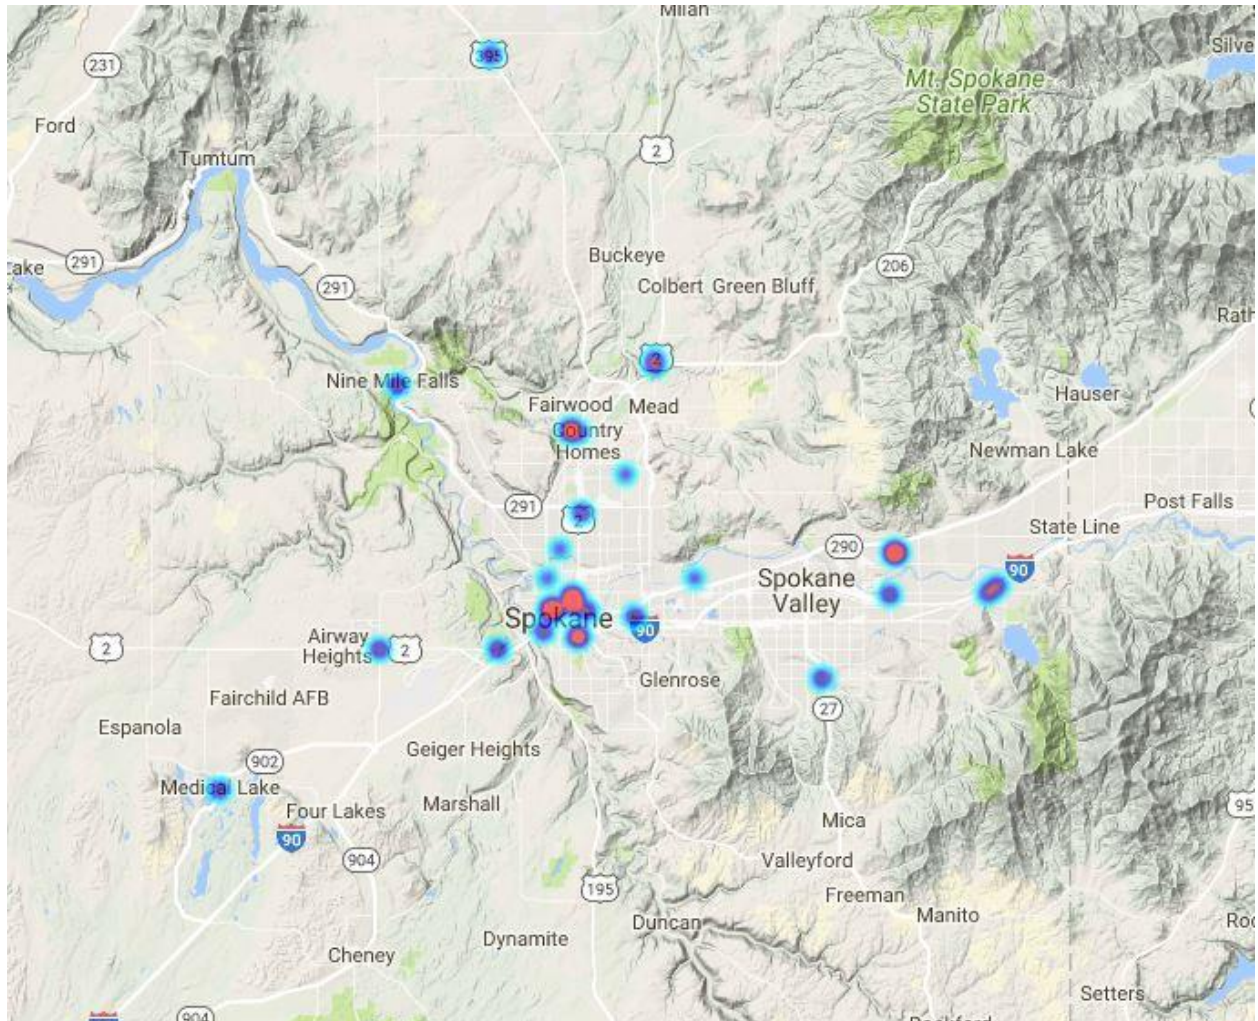 Milan
395
231
Silve
Mt. Spokane
State Park
Ford
2
Tumtum
Buckeye
291
206
Lake
291
Colbert
Green Bluff
Rath
2
Nine Mile Falls
Hauser
Fairwood
Mead
Country
Homes
Newman Lake
291
2
Post Falls
State Line
290
90
Spokane
Valley
Spokane
90
Airway
Heights
2
2
Glenrose
Fairchild AFB
27
Espanola
Geiger Heights
902
Medical Lake
Four Lakes
Marshall
95
90
Mica
904
Valleyford
195
Freeman
Manito
Duncan
Roc
Dynamite
Cheney
Setters
904
Rockford